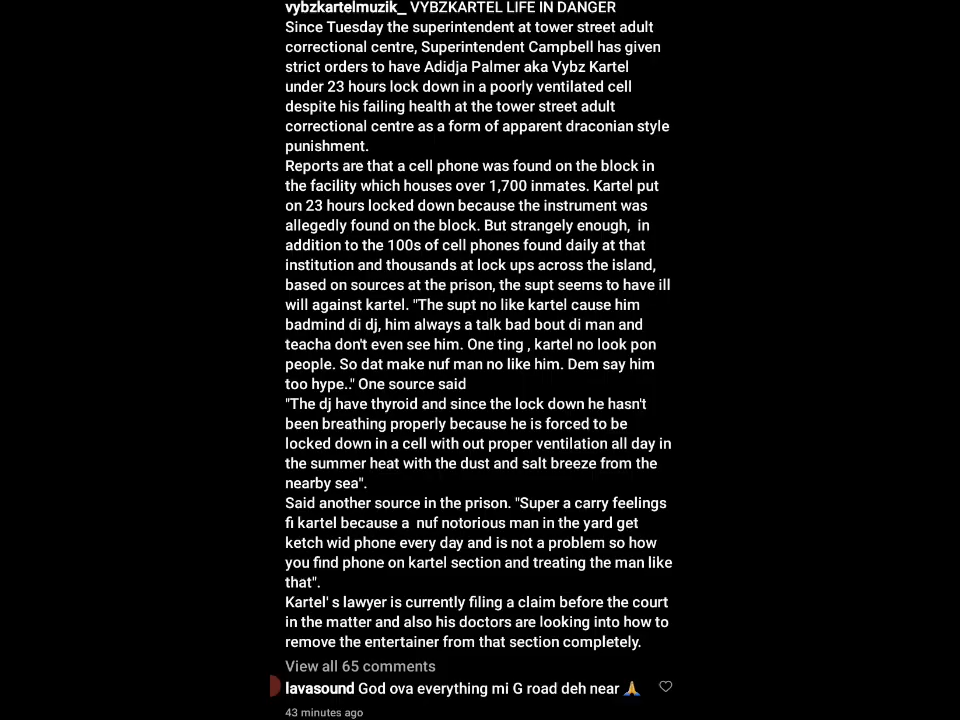 vybzkartelmuzik_ VYBZKARTEL LIFE IN DANGER
Since Tuesday the superintendent at tower street adult
correctional centre, Superintendent Campbell has given
strict orders to have Adidja Palmer aka Vybz Kartel
under 23 hours lock down in a poorly ventilated cell
despite his failing health at the tower street adult
correctional centre as a form of apparent draconian style
punishment.
Reports are that a cell phone was found on the block in
the facility which houses over 1,700 inmates. Kartel put
on 23 hours locked down because the instrument was
allegedly found on the block. But strangely enough,  in
addition to the 100s of cell phones found daily at that
institution and thousands at lock ups across the island,
based on sources at the prison, the supt seems to have ill
will against kartel. "The supt no like kartel cause him
badmind di dj, him always a talk bad bout di man and
teacha don't even see him. One ting , kartel no look pon
people. So dat make nuf man no like him. Dem say him
too hype.." One source said
"The dj have thyroid and since the lock down he hasn't
been breathing properly because he is forced to be
locked down in a cell with out proper ventilation all day in
the summer heat with the dust and salt breeze from the
nearby sea".
Said another source in the prison. "Super a carry feelings
fi kartel because a  nuf notorious man in the yard get
ketch wid phone every day and is not a problem so how
you find phone on kartel section and treating the man like
that".
Kartel' s lawyer is currently filing a claim before the court
in the matter and also his doctors are looking into how to
remove the entertainer from that section completely.
View all 65 comments
lavasound God ova everything mi G road deh near 🙏
43 minutes ago